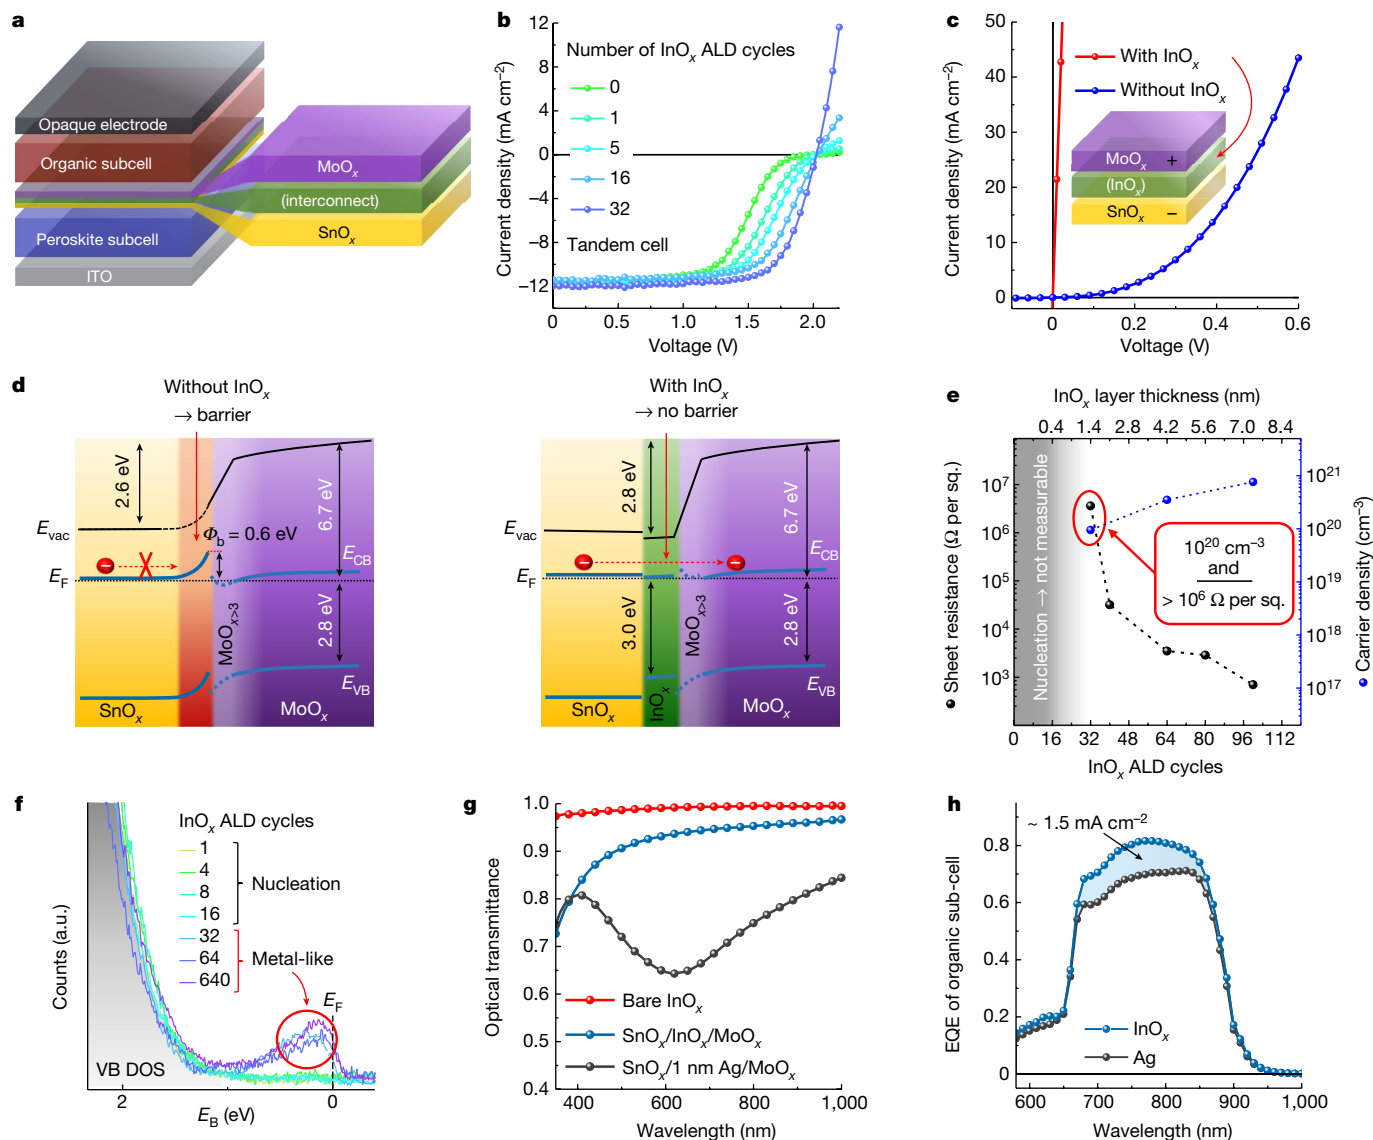 a
Opaque electrode
Organic subcell
Peroskite subcell
ITO
MoOₓ
(interconnect)
SnOₓ
b
Number of InOₓ ALD cycles
0
1
5
16
32
Tandem cell
Current density (mA cm⁻²)
12
8
4
0
−4
−8
−12
0
0.5
1.0
1.5
2.0
Voltage (V)
c
With InOₓ
Without InOₓ
MoOₓ +
(InOₓ)
SnOₓ −
Current density (mA cm⁻²)
50
40
30
20
10
0
0
0.2
0.4
0.6
Voltage (V)
d
Without InOₓ
→ barrier
2.6 eV
6.7 eV
Φb = 0.6 eV
Evac
ECB
EF
MoOₓ>3
2.8 eV
EVB
SnOₓ
MoOₓ
With InOₓ
→ no barrier
2.8 eV
6.7 eV
Evac
ECB
EF
3.0 eV
MoOₓ>3
2.8 eV
EVB
SnOₓ
InOₓ
MoOₓ
e
InOₓ layer thickness (nm)
0.4 1.4 2.8 4.2 5.6 7.0 8.4
Nucleation → not measurable
10²⁰ cm⁻³
and
> 10⁶ Ω per sq.
Sheet resistance (Ω per sq.)
10⁷
10⁶
10⁵
10⁴
10³
Carrier density (cm⁻³)
10²¹
10²⁰
10¹⁹
10¹⁸
10¹⁷
0 16 32 48 64 80 96 112
InOₓ ALD cycles
f
InOₓ ALD cycles
1
4
8
16
32
64
640
Nucleation
Metal-like
EF
VB DOS
Counts (a.u.)
2
0
EB (eV)
g
Optical transmittance
1.0
0.9
0.8
0.7
0.6
0.5
0.4
Bare InOₓ
SnOₓ/InOₓ/MoOₓ
SnOₓ/1 nm Ag/MoOₓ
400 600 800 1,000
Wavelength (nm)
h
~ 1.5 mA cm⁻²
EQE of organic sub-cell
0.8
0.6
0.4
0.2
0
InOₓ
Ag
600 700 800 900 1,000
Wavelength (nm)